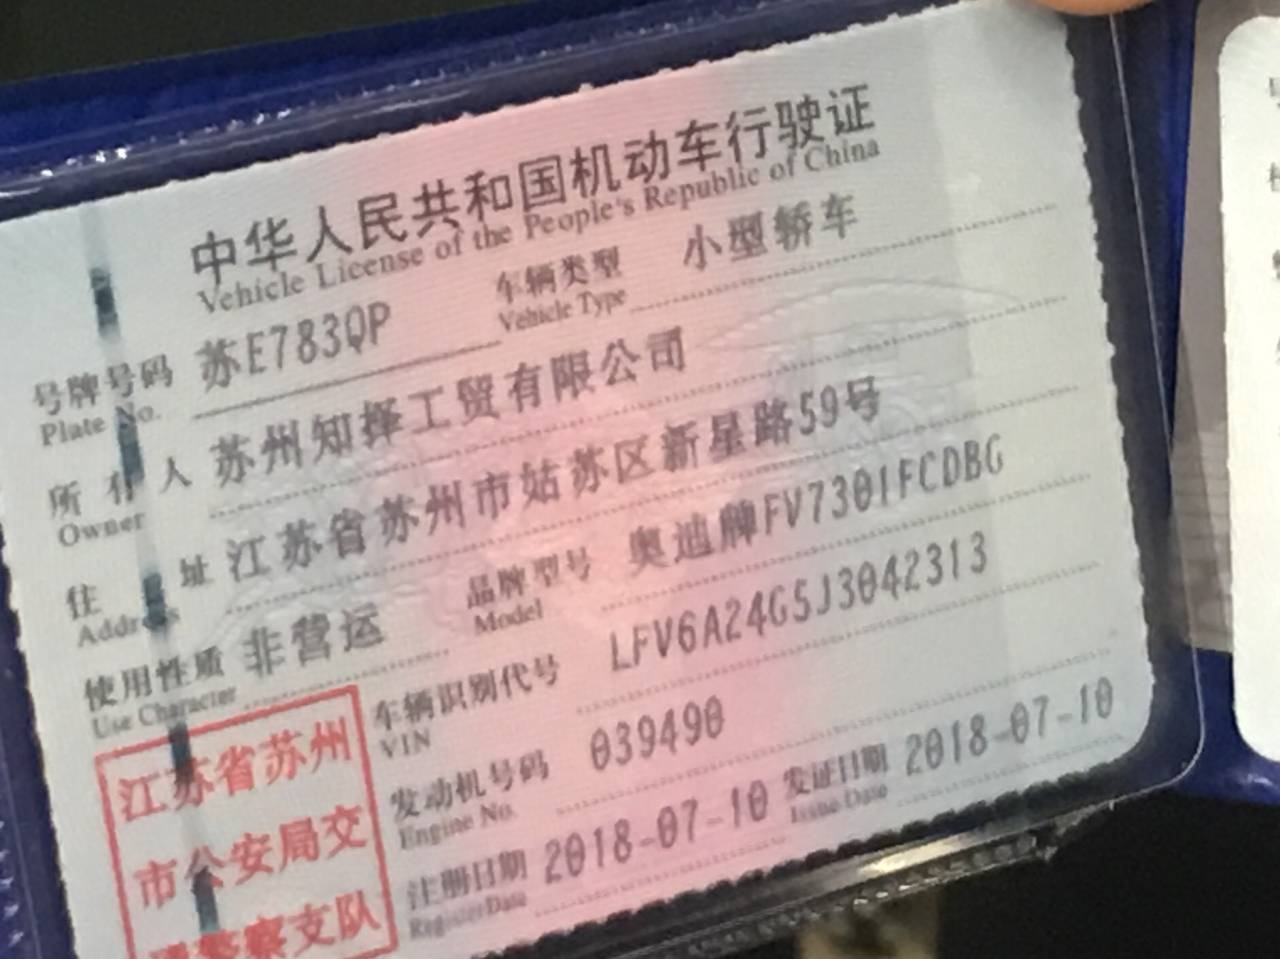 中华人民共和国机动车行驶证
Vehicle License of the People's Republic of China
号牌号码 苏E783QP 车辆类型 小型轿车
Plate No. Vehicle Type
所有人 苏州知择工贸有限公司
Owner
住址 江苏省苏州市姑苏区新星路59号
Address
使用性质 非营运 品牌型号 奥迪牌FV7301FCDBG
Use Character Model
车辆识别代号 LFV6A24G5J3042313
VIN
发动机号码 039490
Engine No.
注册日期 2018-07-10 发证日期 2018-07-10
Register Date Issue Date
江苏省苏州
市公安局交
警察支队